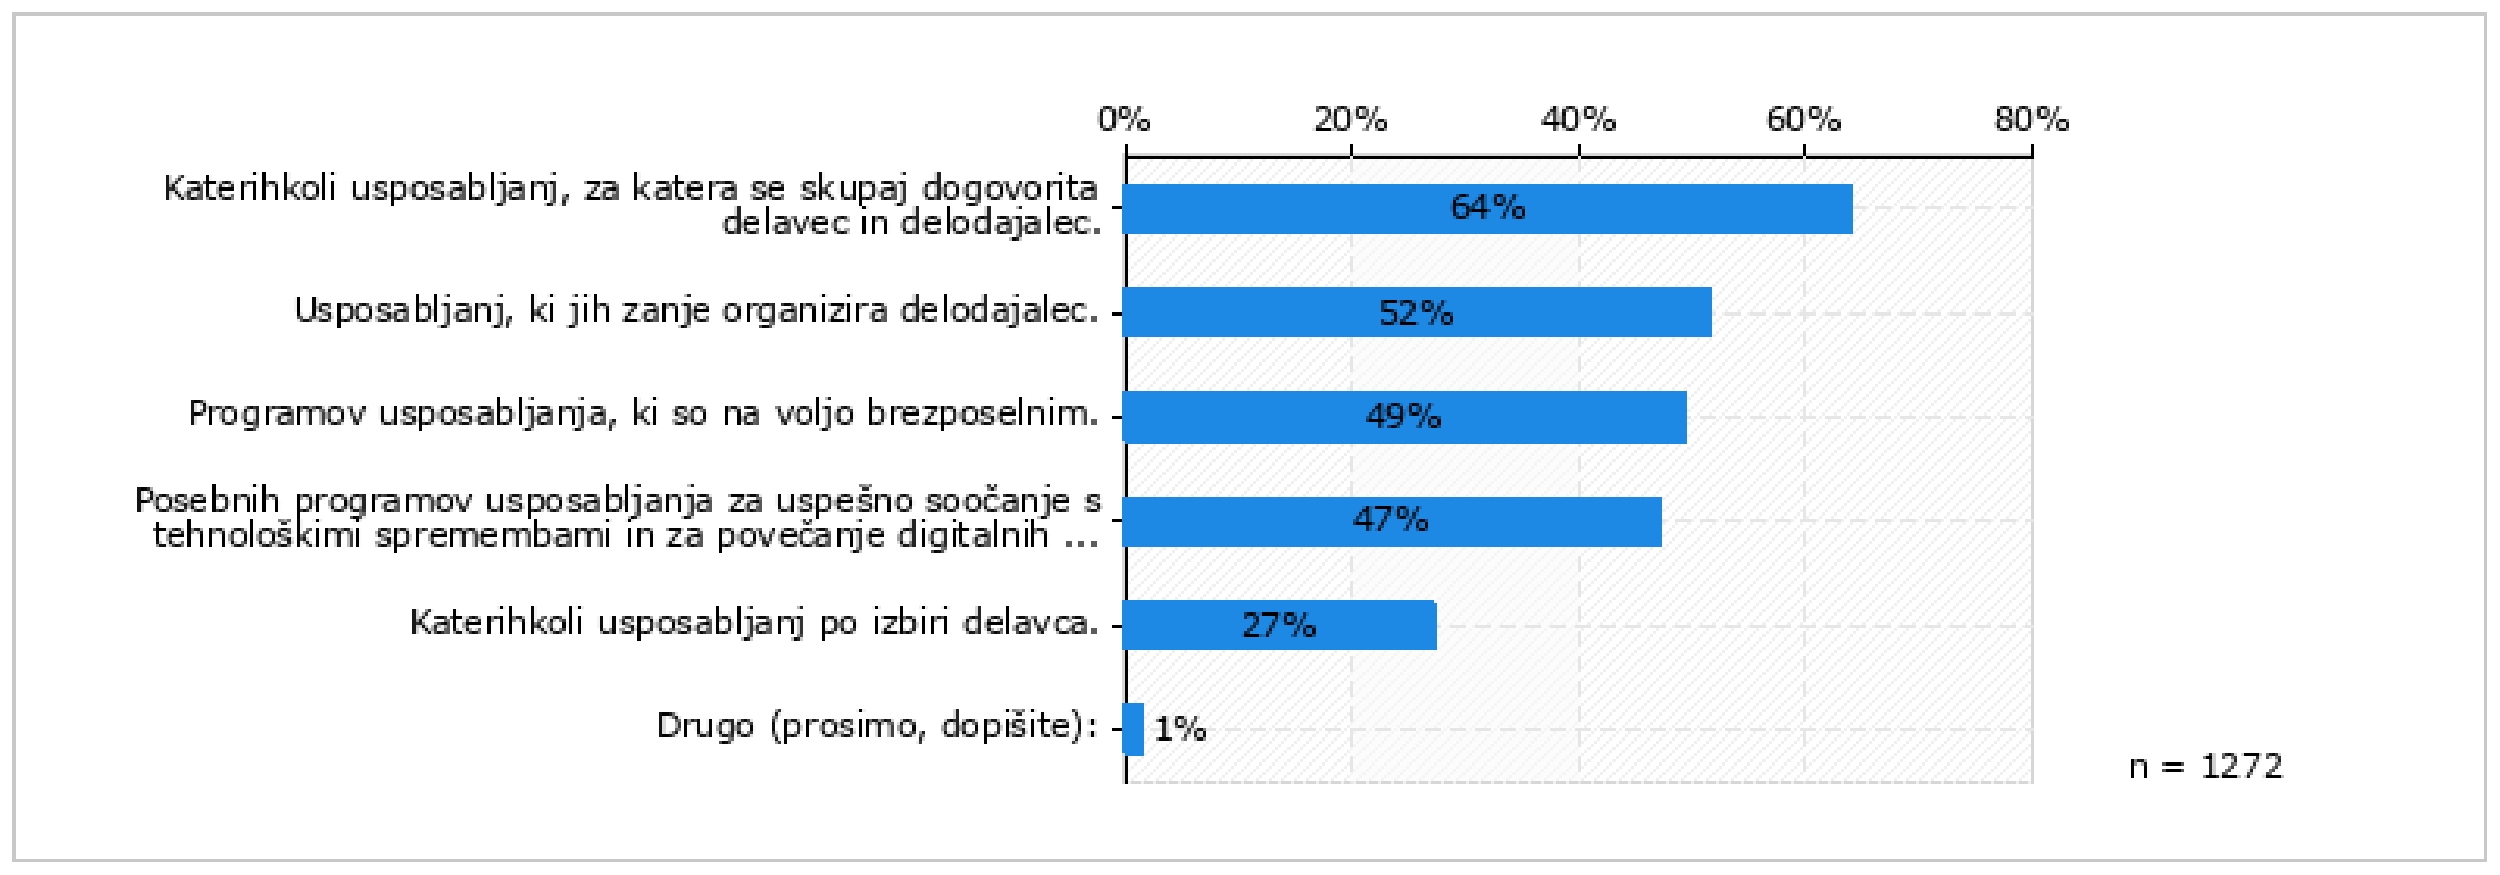 0% 20% 40% 60% 80%
Katerihkoli usposabljanj, za katera se skupaj dogovorita
delavec in delodajalec.
64%
Usposabljanj, ki jih zanje organizira delodajalec.
52%
Programov usposabljanja, ki so na voljo brezposelnim.
49%
Posebnih programov usposabljanja za uspešno soočanje s
tehnološkimi spremembami in za povečanje digitalnih ...
47%
Katerihkoli usposabljanj po izbiri delavca.
27%
Drugo (prosimo, dopišite):
1%
n = 1272